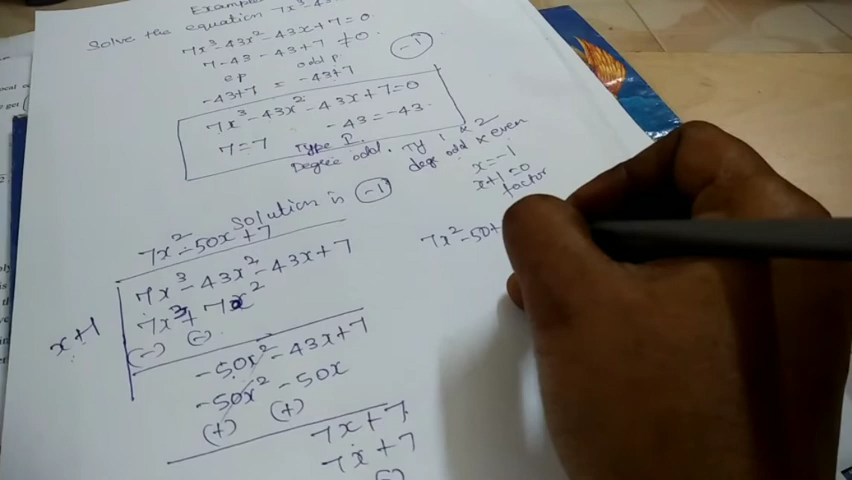 Example
Solve the equation 7x³-43
7x³-43x²-43x+7=0
7-43-43+7 ≠0
e p odd p.
-43+7 = -43+7
(-1)
7x³-43x²-43x+7=0
7=7 -43=-43.
Type I.
Degree odd. Ty 1 & 2
deg odd & even
x=-1
x+1=0
factor
Solution is (-1)
7x²-50x+7
x+1
7x³-43x²-43x+7
7x³+7x²
(-) (-)
-50x²-43x+7
-50x²-50x
(+) (+)
7x+7
7x+7
(-)
7x²-50x